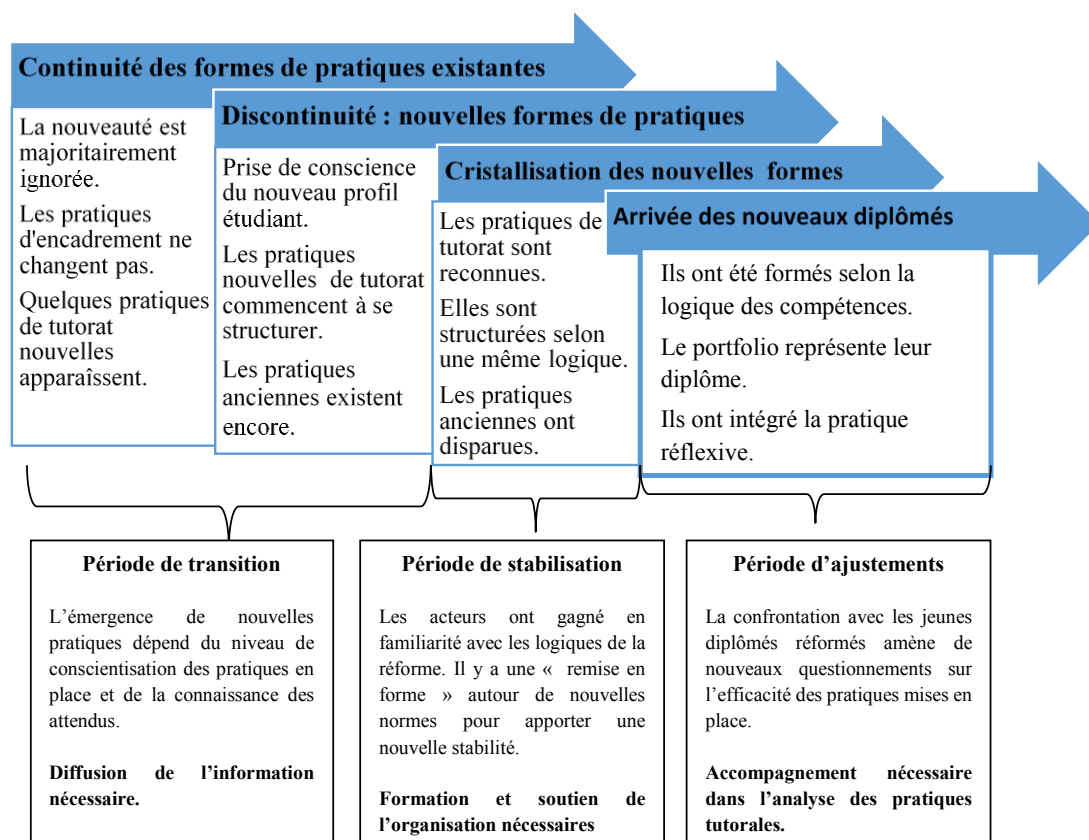 Continuité des formes de pratiques existantes
La nouveauté est
majoritairement
ignorée.
Les pratiques
d'encadrement ne
changent pas.
Quelques pratiques
de tutorat
nouvelles
apparaîssent.
Discontinuité : nouvelles formes de pratiques
Prise de conscience
du nouveau profil
étudiant.
Les pratiques
nouvelles de tutorat
commencent à se
structurer.
Les pratiques
anciennes existent
encore.
Cristallisation des nouvelles formes
Les pratiques de
tutorat sont
reconnues.
Elles sont
structurées selon
une même logique.
Les pratiques
anciennes ont
disparues.
Arrivée des nouveaux diplômés
Ils ont été formés selon la
logique des compétences.
Le portfolio représente leur
diplôme.
Ils ont intégré la pratique
réflexive.
Période de transition
L’émergence de nouvelles
pratiques dépend du niveau de
conscientisation des pratiques en
place et de la connaissance des
attendus.
Diffusion de l’information
nécessaire.
Période de stabilisation
Les acteurs ont gagné en
familiarité avec les logiques de la
réforme. Il y a une « remise en
forme » autour de nouvelles
normes pour apporter une
nouvelle stabilité.
Formation et soutien de
l’organisation nécessaires
Période d’ajustements
La confrontation avec les jeunes
diplômés réformés amène de
nouveaux questionnements sur
l’efficacité des pratiques mises en
place.
Accompagnement nécessaire
dans l’analyse des pratiques
tutorales.